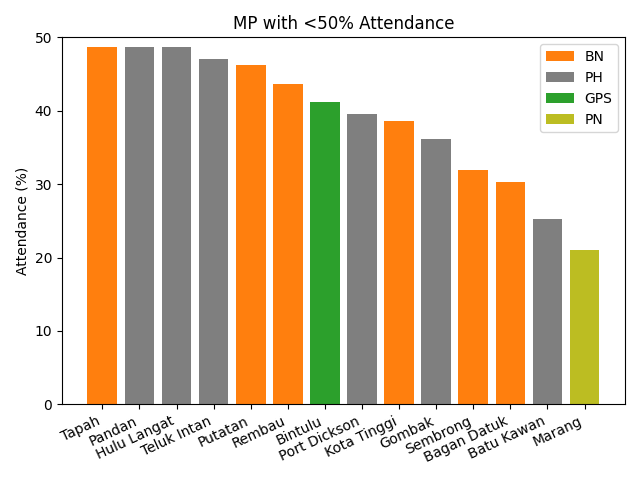 MP with <50% Attendance
BN
PH
GPS
PN
Attendance (%)
50
40
30
20
10
0
Tapah
Pandan
Hulu Langat
Teluk Intan
Putatan
Rembau
Bintulu
Port Dickson
Kota Tinggi
Gombak
Sembrong
Bagan Datuk
Batu Kawan
Marang